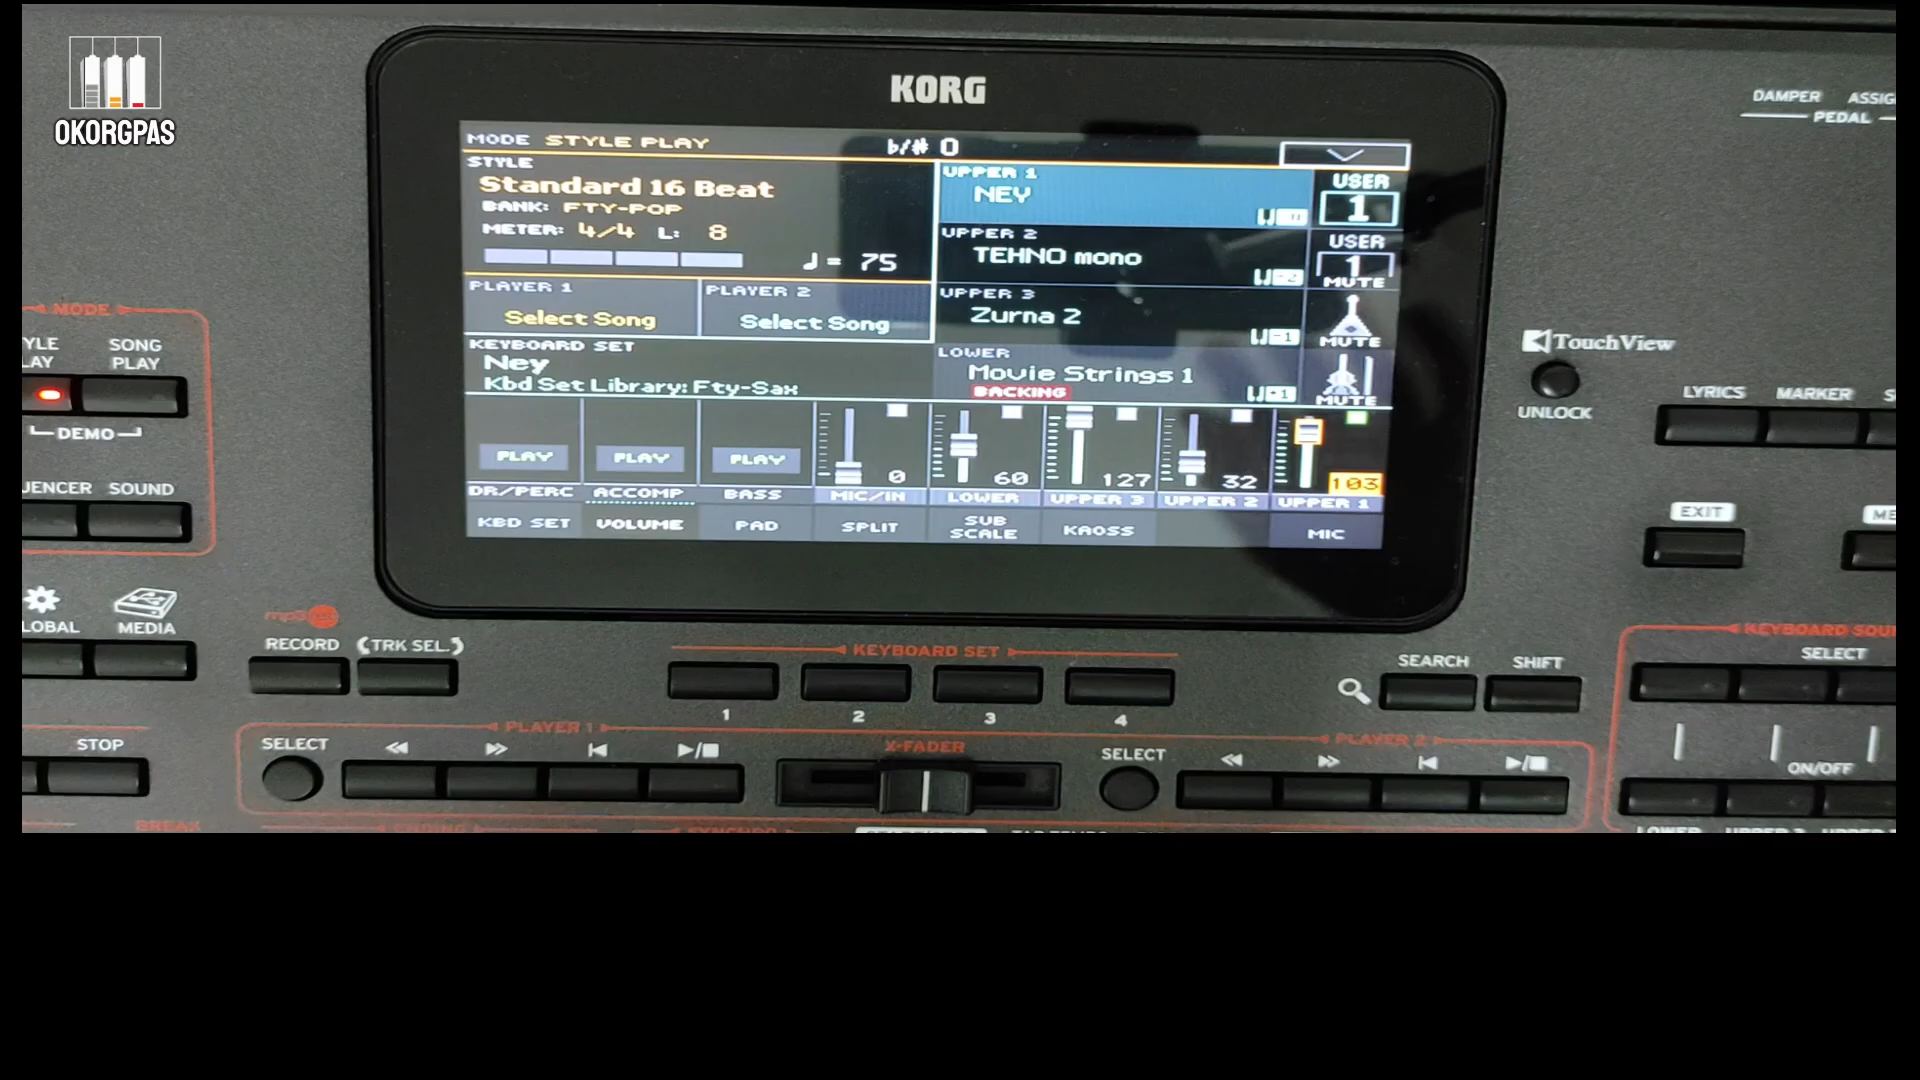 OKORGPAS
KORG
DAMPER
PEDAL
MODE STYLE PLAY
♭/# 0
STYLE
Standard 16 Beat
BANK: FTY-POP
METER: 4/4 L: 8
♩ = 75
UPPER 1
NEY
USER
1
UPPER 2
TEHNO mono
USER
1
MUTE
PLAYER 1
Select Song
PLAYER 2
Select Song
UPPER 3
Zurna 2
MUTE
KEYBOARD SET
Ney
Kbd Set Library: Fty-Sax
LOWER
Movie Strings 1
BACKING
MUTE
PLAY PLAY PLAY 0 60 127 32 103
DR/PERC ACCOMP BASS MIC/IN LOWER UPPER 3 UPPER 2 UPPER 1
KBD SET VOLUME PAD SPLIT SUB SCALE KAOSS MIC
MODE
YLE
LAY
SONG
PLAY
DEMO
UENCER SOUND
LOBAL MEDIA
TouchView
UNLOCK
LYRICS MARKER
EXIT
RECORD (TRK SEL.)
KEYBOARD SET
1 2 3 4
SEARCH SHIFT
KEYBOARD SOU
SELECT
ON/OFF
STOP
PLAYER 1
SELECT
X-FADER
PLAYER 2
SELECT
BREAK